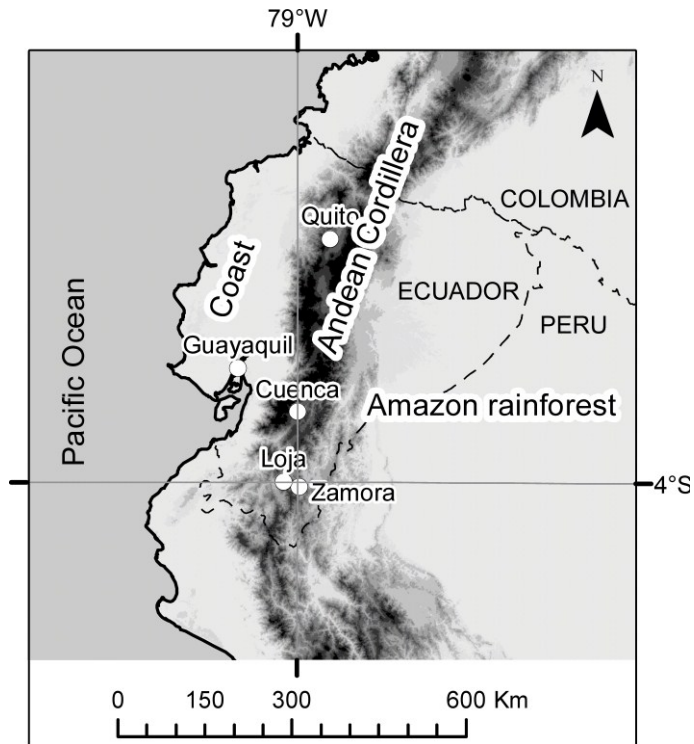 79°W
N
COLOMBIA
Quito
Andean Cordillera
Coast
ECUADOR
PERU
Pacific Ocean
Guayaquil
Cuenca
Amazon rainforest
Loja
Zamora
4°S
0 150 300 600 Km